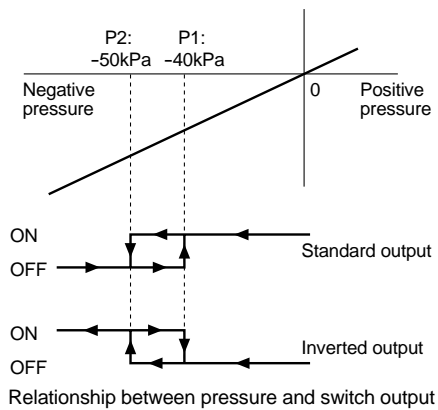 P2: P1:
−50kPa −40kPa
Negative pressure
0
Positive pressure
ON
OFF
Standard output
ON
OFF
Inverted output
Relationship between pressure and switch output